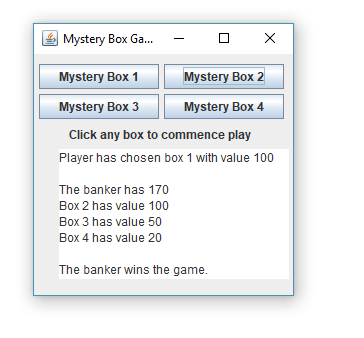 Mystery Box Ga...
Mystery Box 1
Mystery Box 2
Mystery Box 3
Mystery Box 4
Click any box to commence play
Player has chosen box 1 with value 100
The banker has 170
Box 2 has value 100
Box 3 has value 50
Box 4 has value 20
The banker wins the game.